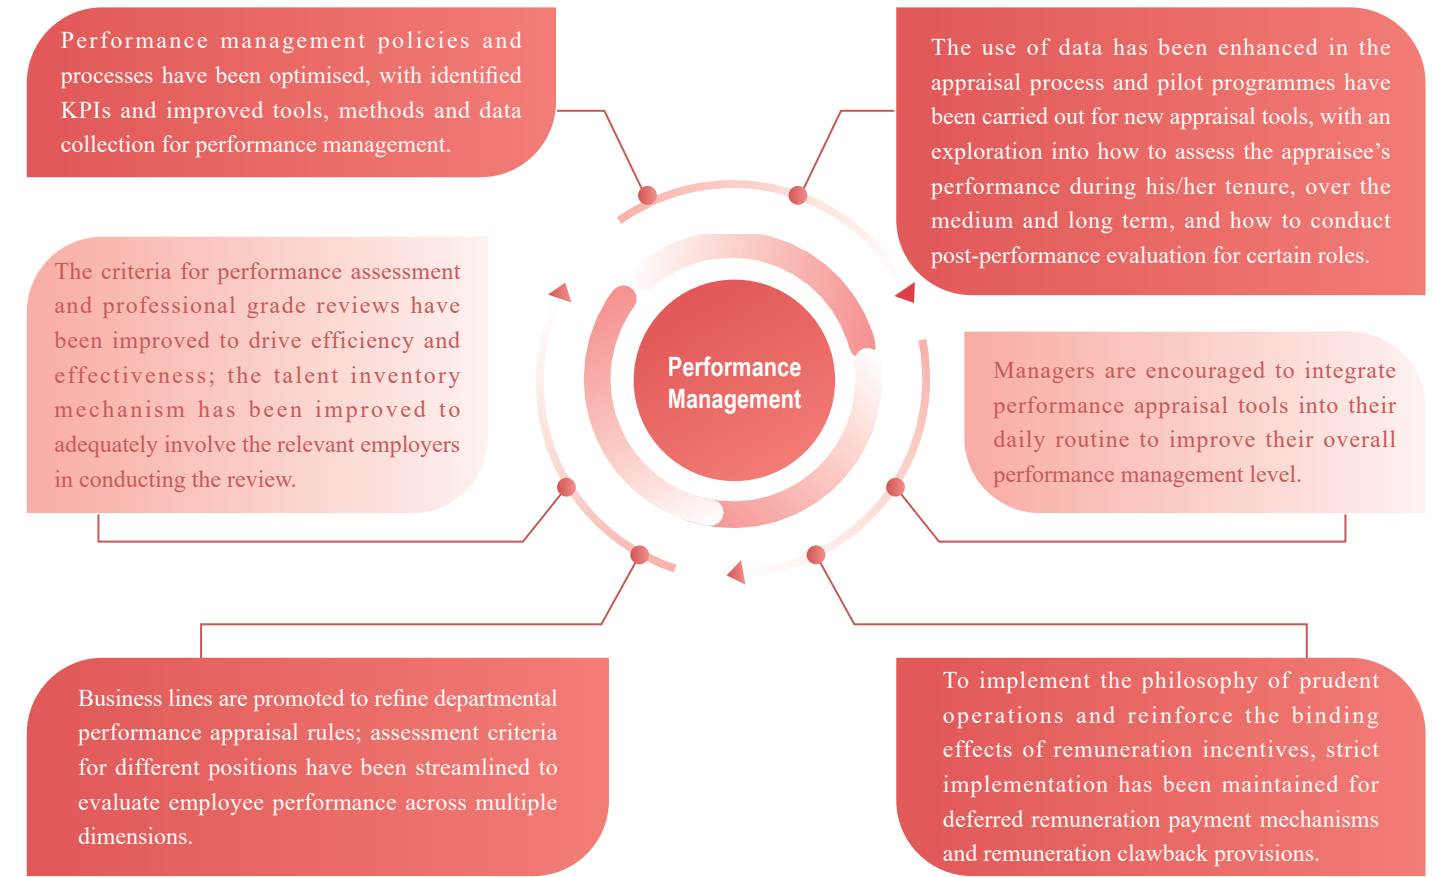 Performance management policies and
processes have been optimised, with identified
KPIs and improved tools, methods and data
collection for performance management.
The use of data has been enhanced in the
appraisal process and pilot programmes have
been carried out for new appraisal tools, with an
exploration into how to assess the appraisee’s
performance during his/her tenure, over the
medium and long term, and how to conduct
post-performance evaluation for certain roles.
The criteria for performance assessment
and professional grade reviews have
been improved to drive efficiency and
effectiveness; the talent inventory
mechanism has been improved to
adequately involve the relevant employers
in conducting the review.
Performance
Management
Managers are encouraged to integrate
performance appraisal tools into their
daily routine to improve their overall
performance management level.
Business lines are promoted to refine departmental
performance appraisal rules; assessment criteria
for different positions have been streamlined to
evaluate employee performance across multiple
dimensions.
To implement the philosophy of prudent
operations and reinforce the binding
effects of remuneration incentives, strict
implementation has been maintained for
deferred remuneration payment mechanisms
and remuneration clawback provisions.